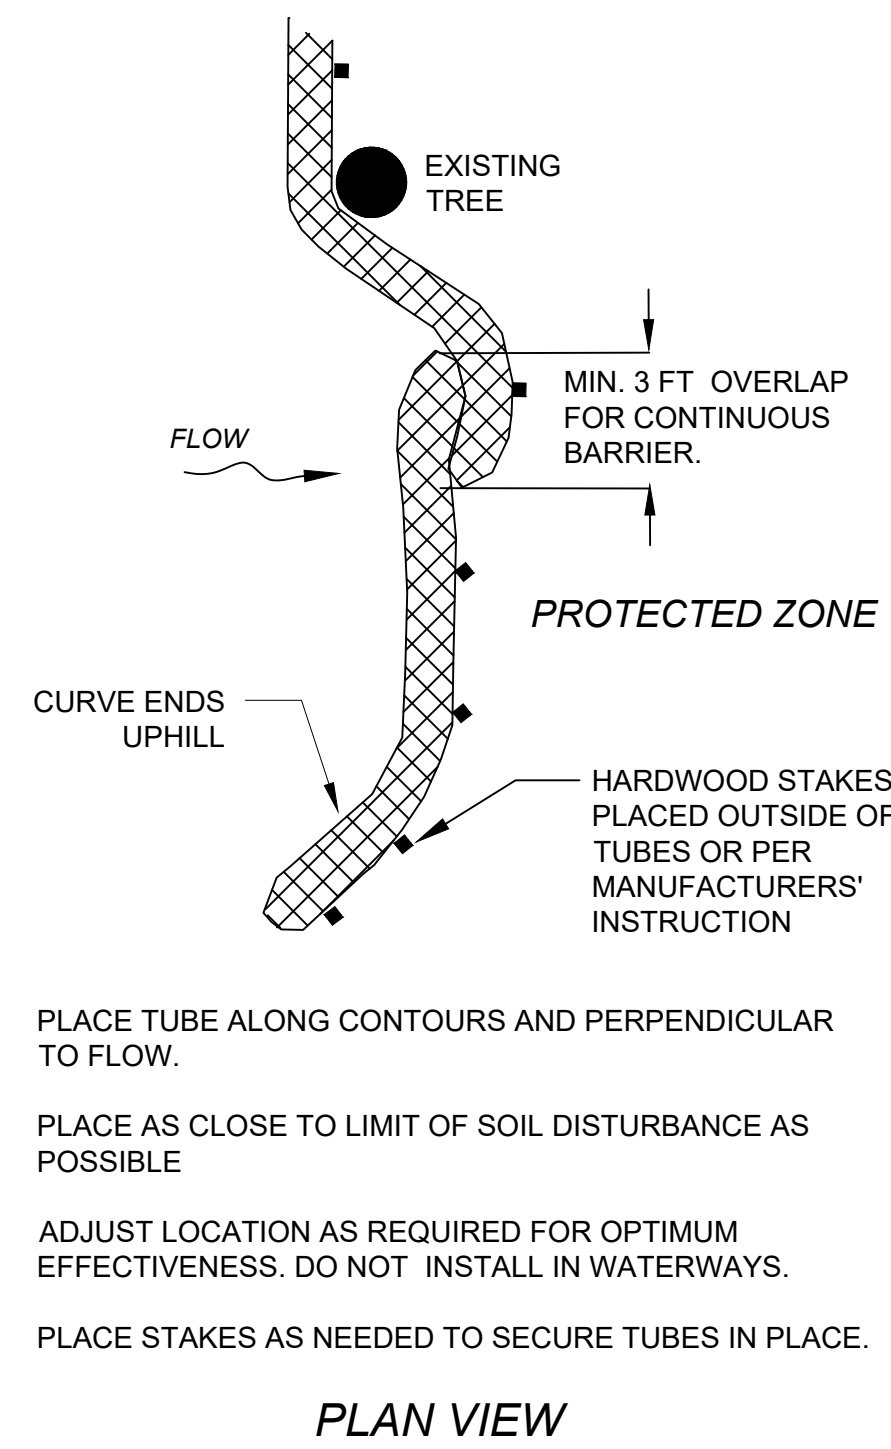 EXISTING
TREE
MIN. 3 FT OVERLAP
FOR CONTINUOUS
BARRIER.
FLOW
PROTECTED ZONE
CURVE ENDS
UPHILL
HARDWOOD STAKES
PLACED OUTSIDE OF
TUBES OR PER
MANUFACTURERS'
INSTRUCTION
PLACE TUBE ALONG CONTOURS AND PERPENDICULAR
TO FLOW.
PLACE AS CLOSE TO LIMIT OF SOIL DISTURBANCE AS
POSSIBLE
ADJUST LOCATION AS REQUIRED FOR OPTIMUM
EFFECTIVENESS. DO NOT INSTALL IN WATERWAYS.
PLACE STAKES AS NEEDED TO SECURE TUBES IN PLACE.
PLAN VIEW